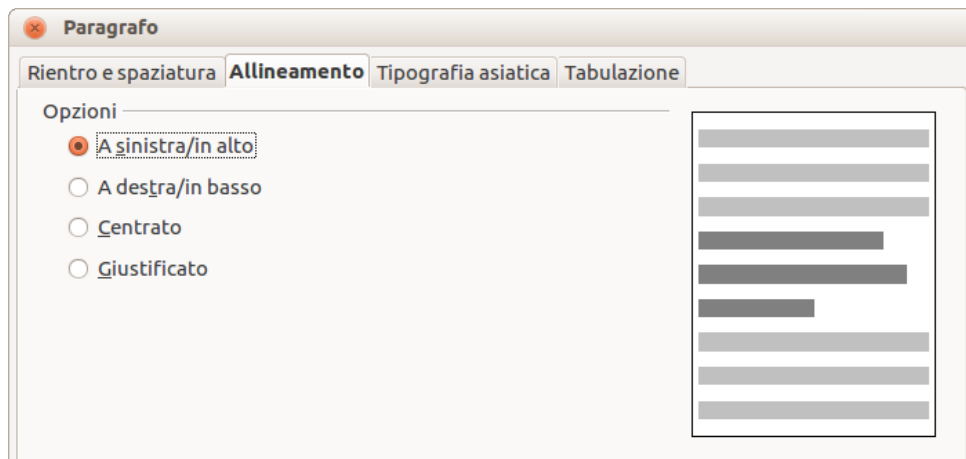 Paragrafo
Rientro e spaziatura Allineamento Tipografia asiatica Tabulazione
Opzioni
A sinistra/in alto
A destra/in basso
Centrato
Giustificato